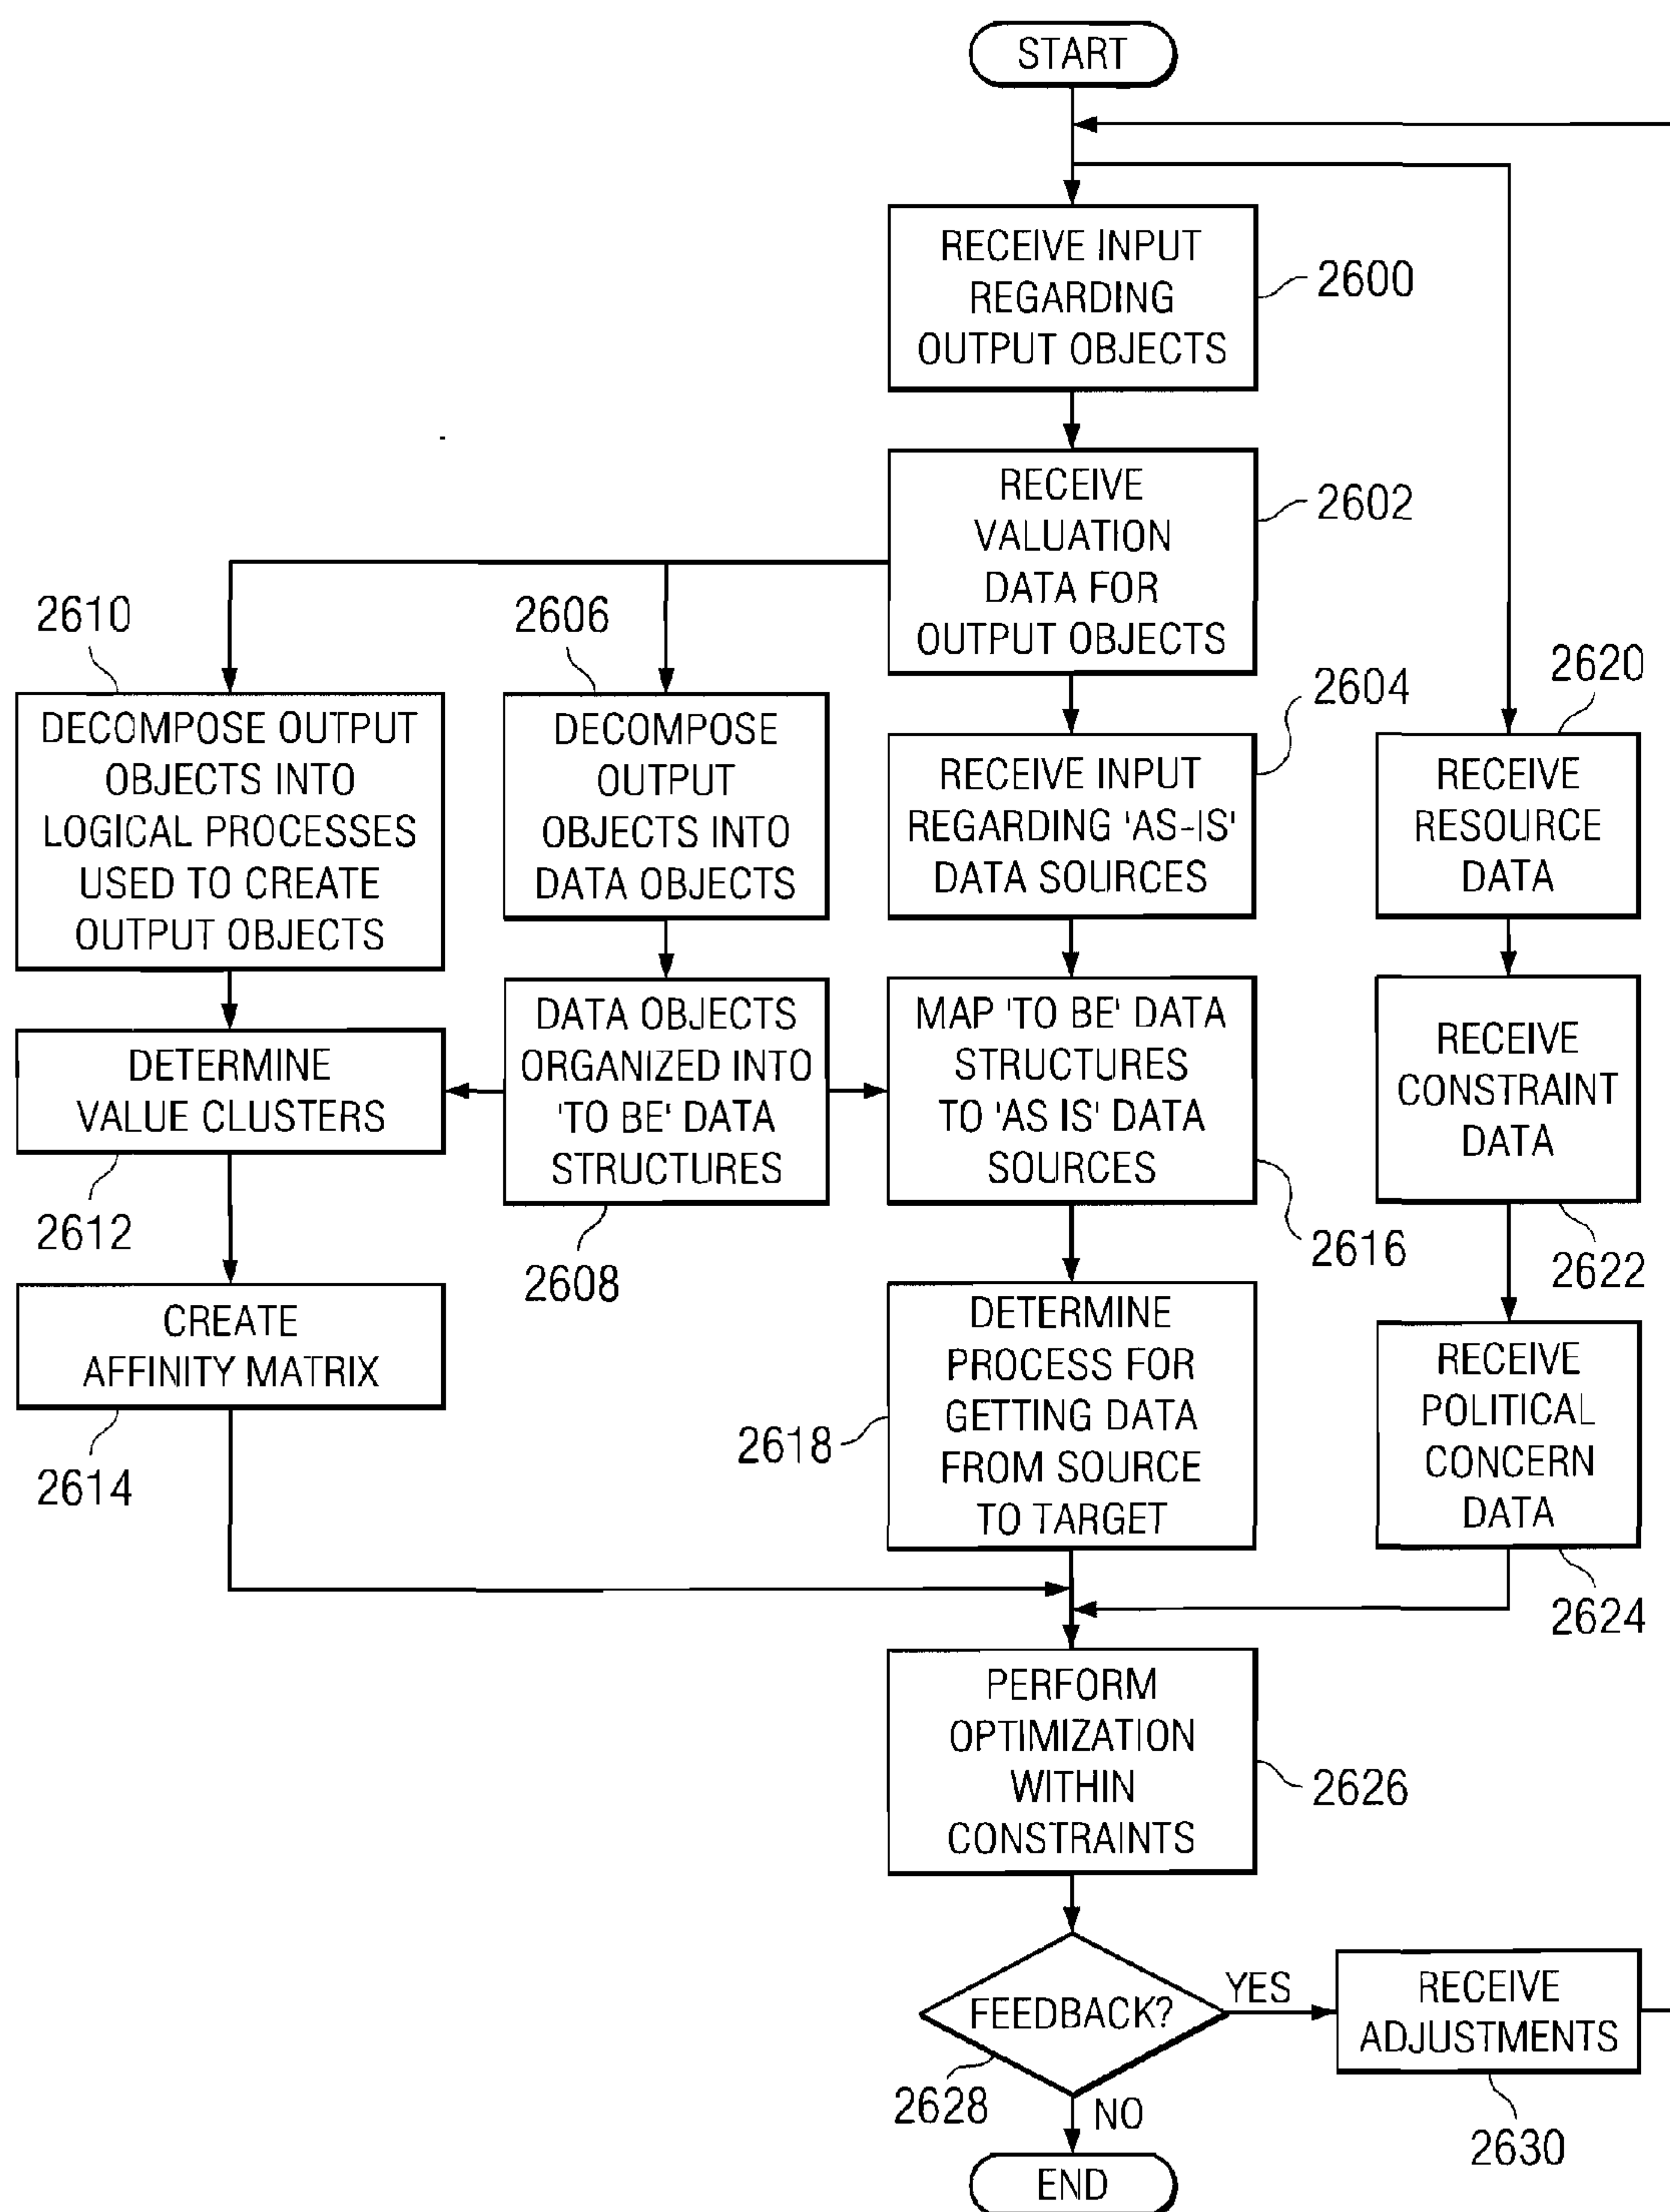 START
RECEIVE INPUT
REGARDING
OUTPUT OBJECTS
2600
RECEIVE
VALUATION
DATA FOR
OUTPUT OBJECTS
2602
2610
DECOMPOSE OUTPUT
OBJECTS INTO
LOGICAL PROCESSES
USED TO CREATE
OUTPUT OBJECTS
2606
DECOMPOSE
OUTPUT
OBJECTS INTO
DATA OBJECTS
2604
RECEIVE INPUT
REGARDING 'AS-IS'
DATA SOURCES
2620
RECEIVE
RESOURCE
DATA
DETERMINE
VALUE CLUSTERS
2612
DATA OBJECTS
ORGANIZED INTO
'TO BE' DATA
STRUCTURES
2608
MAP 'TO BE' DATA
STRUCTURES
TO 'AS IS' DATA
SOURCES
2616
RECEIVE
CONSTRAINT
DATA
2622
CREATE
AFFINITY MATRIX
2614
DETERMINE
PROCESS FOR
GETTING DATA
FROM SOURCE
TO TARGET
2618
RECEIVE
POLITICAL
CONCERN
DATA
2624
PERFORM
OPTIMIZATION
WITHIN
CONSTRAINTS
2626
FEEDBACK?
2628
YES
RECEIVE
ADJUSTMENTS
2630
NO
END